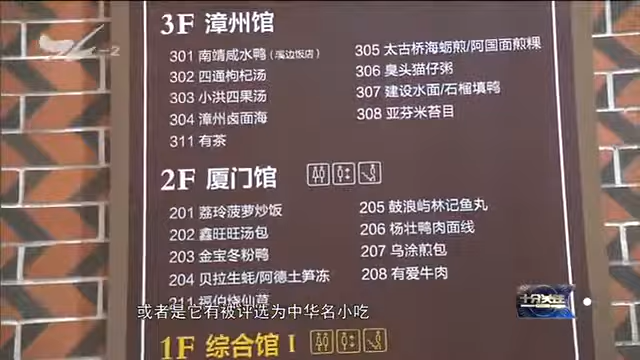 3F 漳州馆
301 南靖咸水鸭(溪边饭店)
302 四通枸杞汤
303 小洪四果汤
304 漳州卤面海
311 有茶
305 太古桥海蛎煎/阿国面煎粿
306 臭头猫仔粥
307 建设水面/石榴填鸭
308 亚芬米苔目
2F 厦门馆
201 荔玲菠萝炒饭
202 鑫旺旺汤包
203 金宝冬粉鸭
204 贝拉生蚝/阿德土笋冻
211
205 鼓浪屿林记鱼丸
206 杨壮鸭肉面线
207 乌涂煎包
208 有爱牛肉
或者是它有被评选为中华名小吃
1F 综合馆 I
十分关注
-2